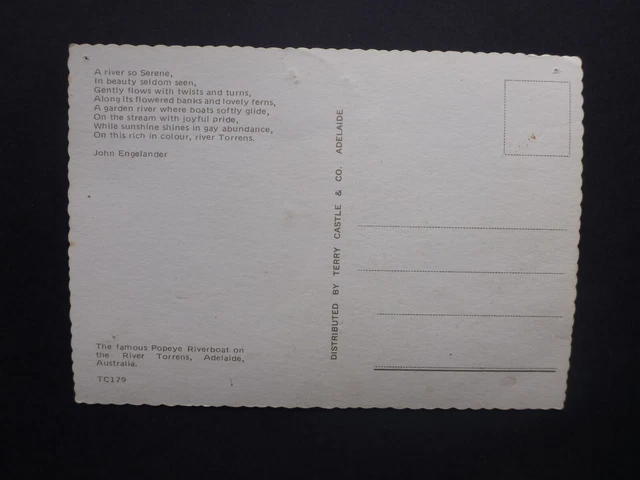 A river so Serene,
In beauty seldom seen,
Gently flows with twists and turns,
Along its flowered banks and lovely ferns,
A garden river where boats softly glide,
On the stream with joyful pride,
While sunshine shines in gay abundance,
On this rich in colour, river Torrens.
John Engelander
The famous Popeye Riverboat on
the River Torrens, Adelaide,
Australia.
TC179
DISTRIBUTED BY TERRY CASTLE & CO. ADELAIDE